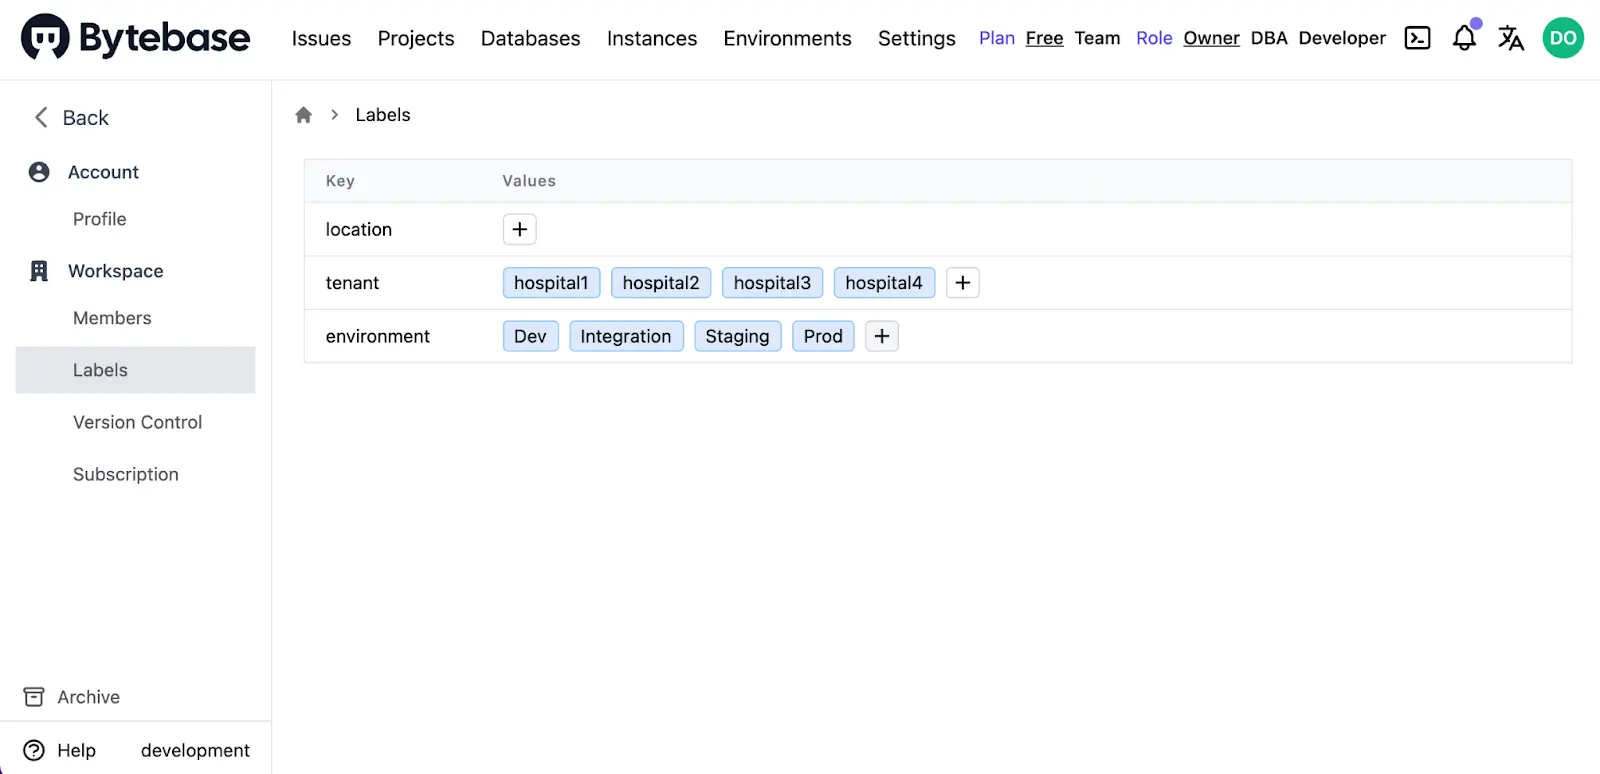 Bytebase Issues Projects Databases Instances Environments Settings Plan Free Team Role Owner DBA Developer DO
Back
Account
Profile
Workspace
Members
Labels
Version Control
Subscription
Archive
Help development
Labels
Key Values
location
tenant hospital1 hospital2 hospital3 hospital4
environment Dev Integration Staging Prod